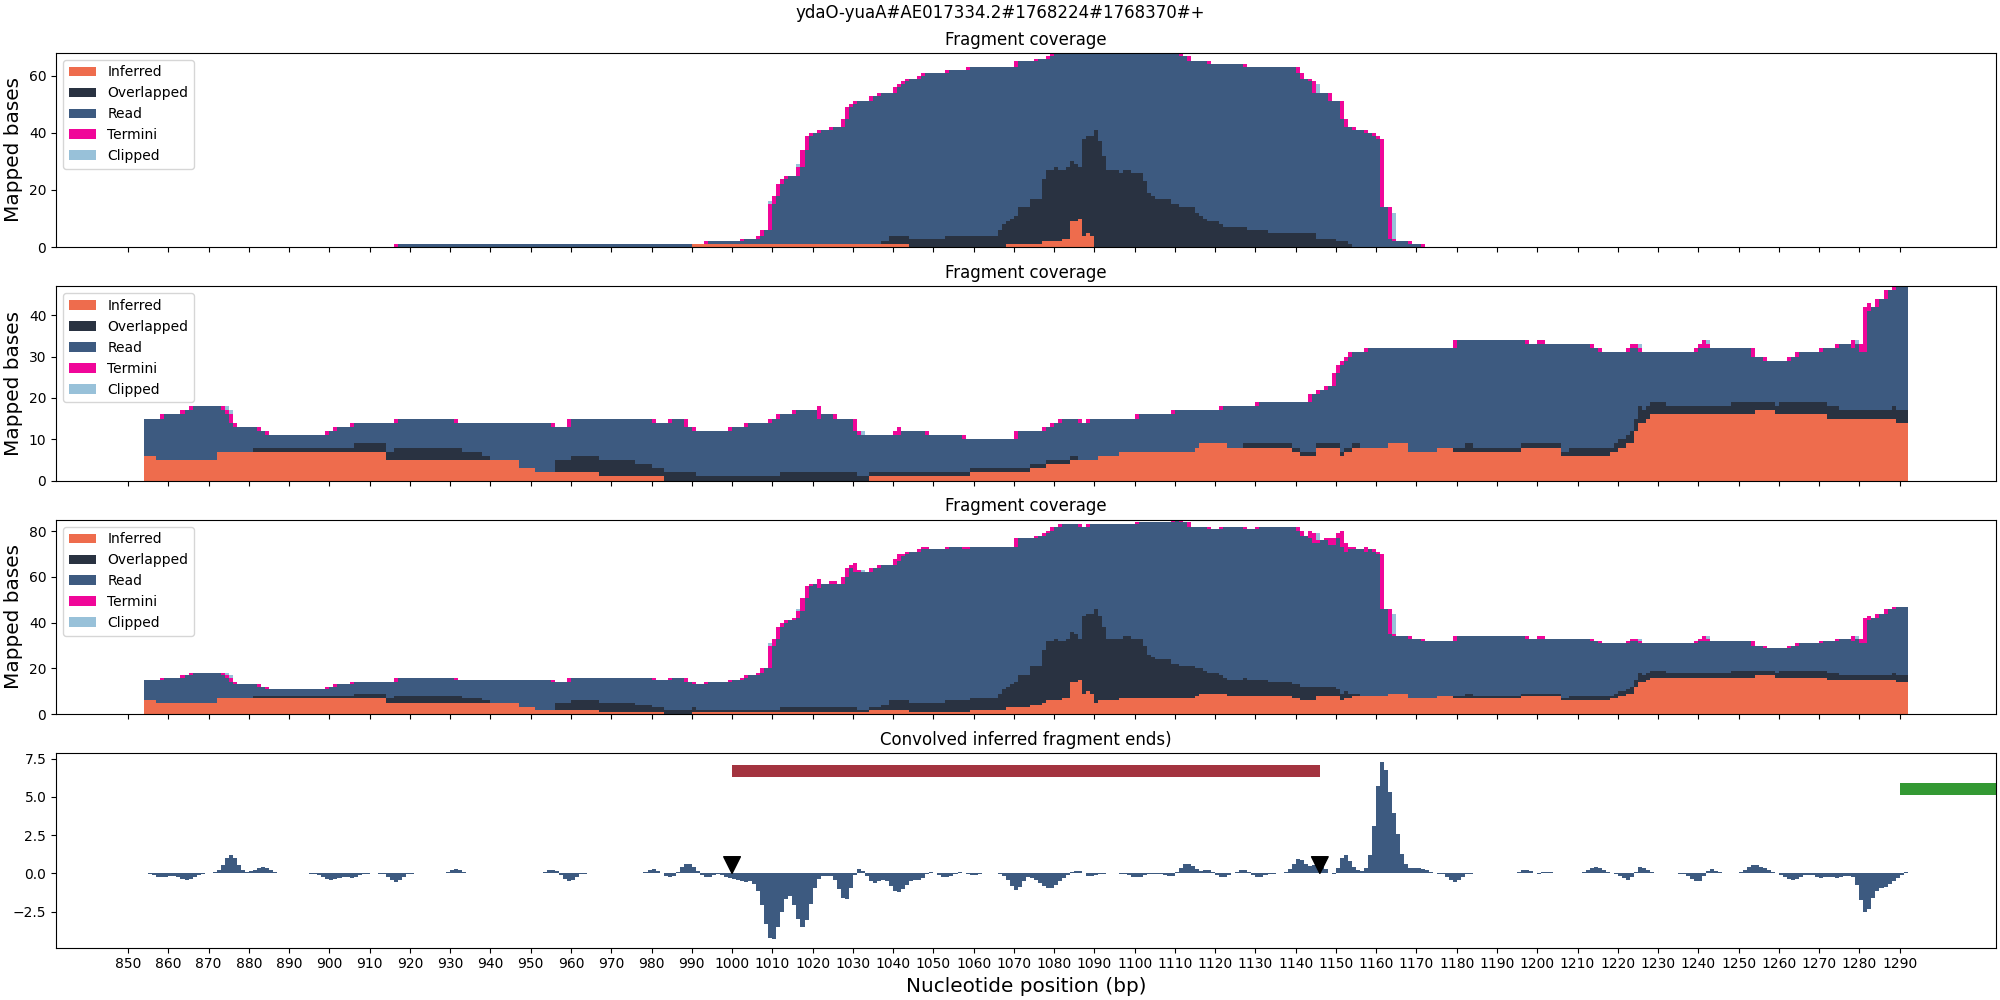 ydaO-yuaA#AE017334.2#1768224#1768370#+
Fragment coverage
Mapped bases
60
40
20
0
Inferred
Overlapped
Read
Termini
Clipped
Fragment coverage
Mapped bases
40
30
20
10
0
Inferred
Overlapped
Read
Termini
Clipped
Fragment coverage
Mapped bases
80
60
40
20
0
Inferred
Overlapped
Read
Termini
Clipped
Convolved inferred fragment ends)
7.5
5.0
2.5
0.0
−2.5
850 860 870 880 890 900 910 920 930 940 950 960 970 980 990 1000 1010 1020 1030 1040 1050 1060 1070 1080 1090 1100 1110 1120 1130 1140 1150 1160 1170 1180 1190 1200 1210 1220 1230 1240 1250 1260 1270 1280 1290
Nucleotide position (bp)